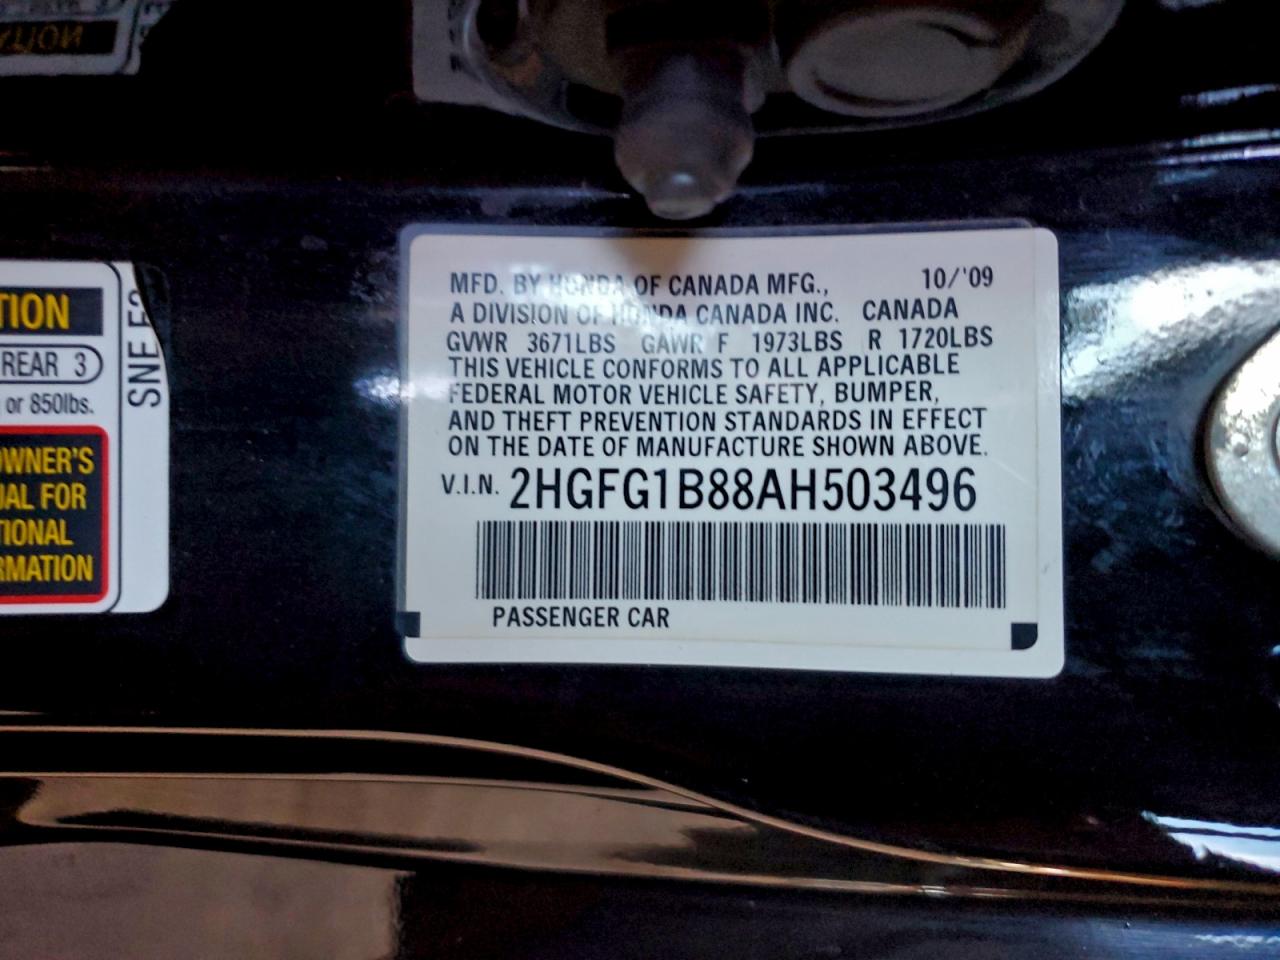 TION
REAR 3
or 850lbs.
OWNER'S
UAL FOR
TIONAL
RMATION
MFD. BY HONDA OF CANADA MFG., 10/'09
A DIVISION OF HONDA CANADA INC. CANADA
GVWR 3671LBS GAWR F 1973LBS R 1720LBS
THIS VEHICLE CONFORMS TO ALL APPLICABLE
FEDERAL MOTOR VEHICLE SAFETY, BUMPER,
AND THEFT PREVENTION STANDARDS IN EFFECT
ON THE DATE OF MANUFACTURE SHOWN ABOVE.
V.I.N. 2HGFG1B88AH503496
PASSENGER CAR